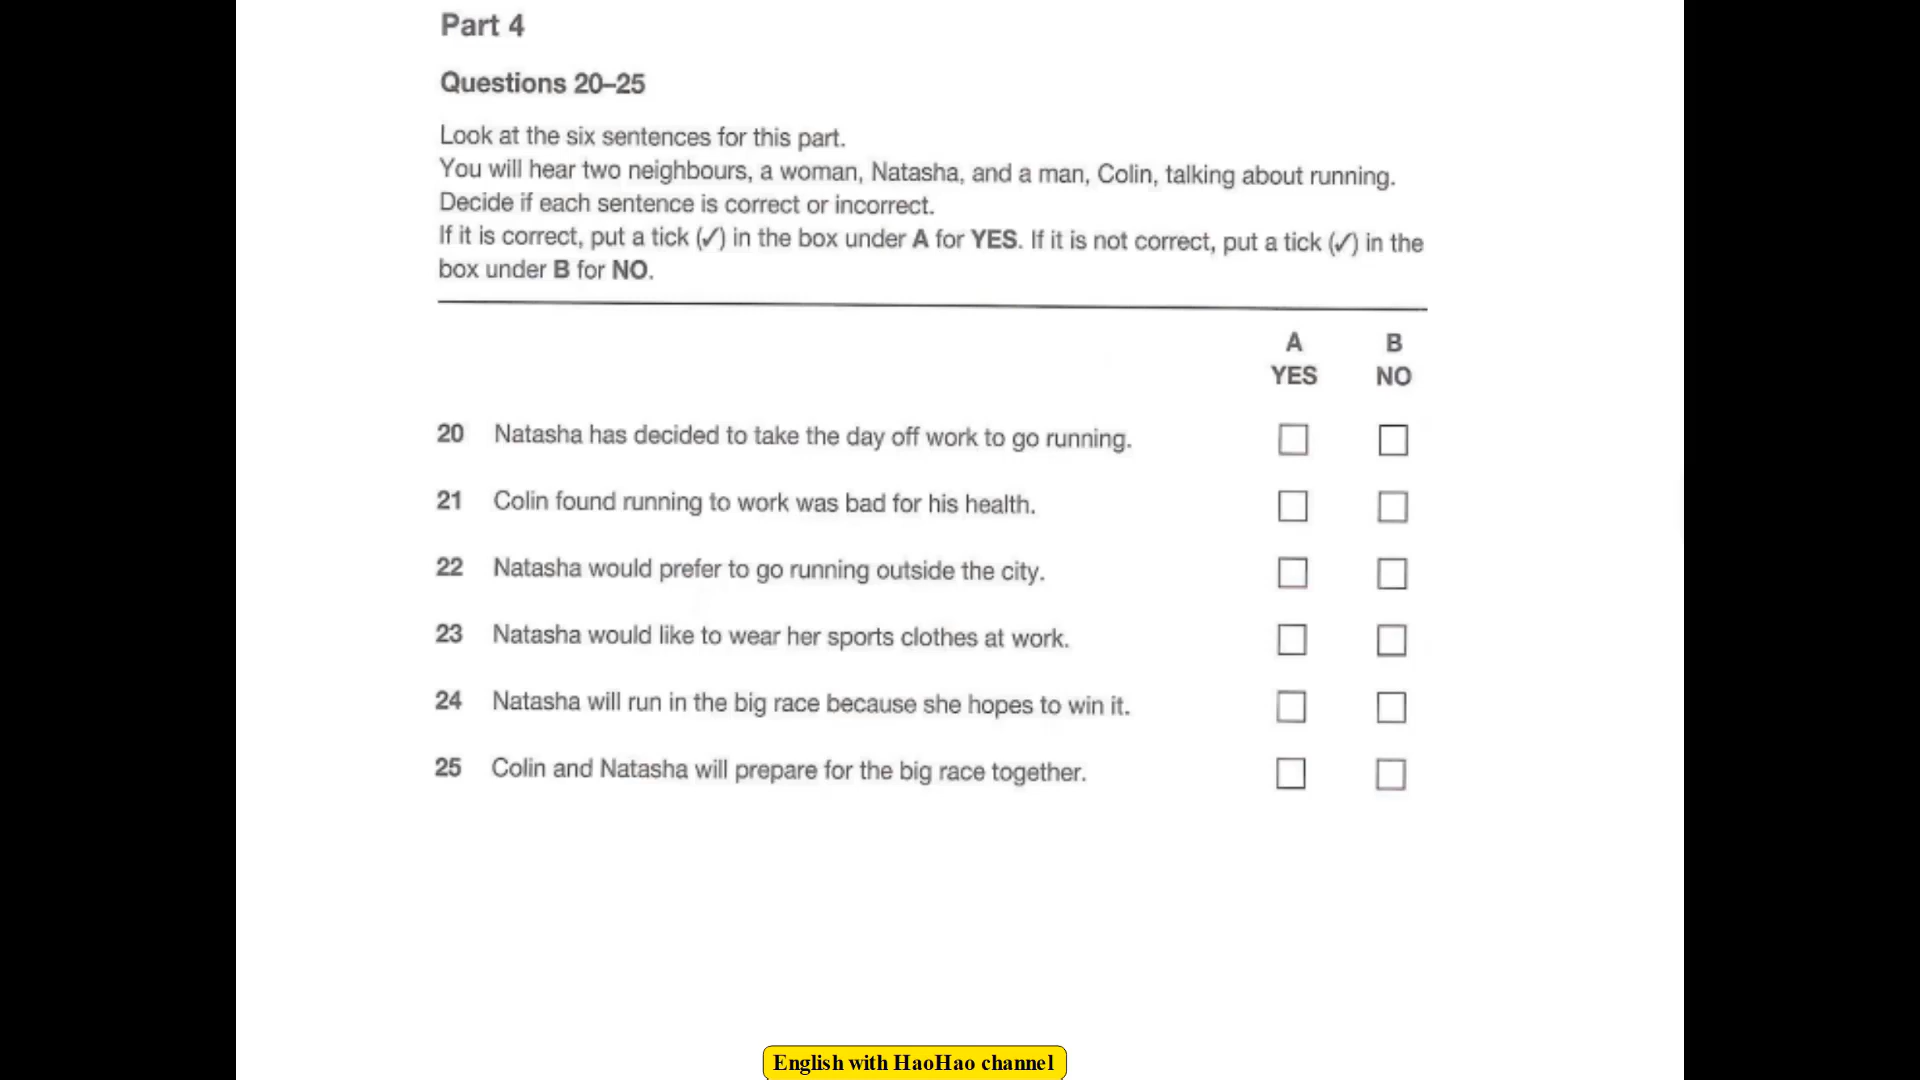 Part 4
Questions 20–25
Look at the six sentences for this part.
You will hear two neighbours, a woman, Natasha, and a man, Colin, talking about running.
Decide if each sentence is correct or incorrect.
If it is correct, put a tick (✓) in the box under A for YES. If it is not correct, put a tick (✓) in the
box under B for NO.
A B
YES NO
20 Natasha has decided to take the day off work to go running.
21 Colin found running to work was bad for his health.
22 Natasha would prefer to go running outside the city.
23 Natasha would like to wear her sports clothes at work.
24 Natasha will run in the big race because she hopes to win it.
25 Colin and Natasha will prepare for the big race together.
English with HaoHao channel